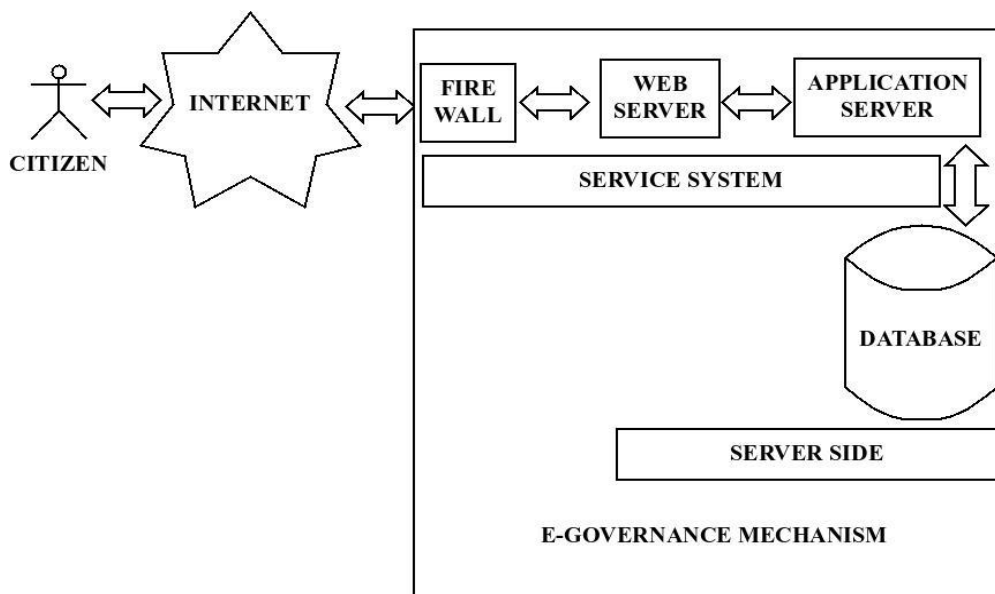 CITIZEN
INTERNET
FIRE
WALL
WEB
SERVER
APPLICATION
SERVER
SERVICE SYSTEM
DATABASE
SERVER SIDE
E-GOVERNANCE MECHANISM